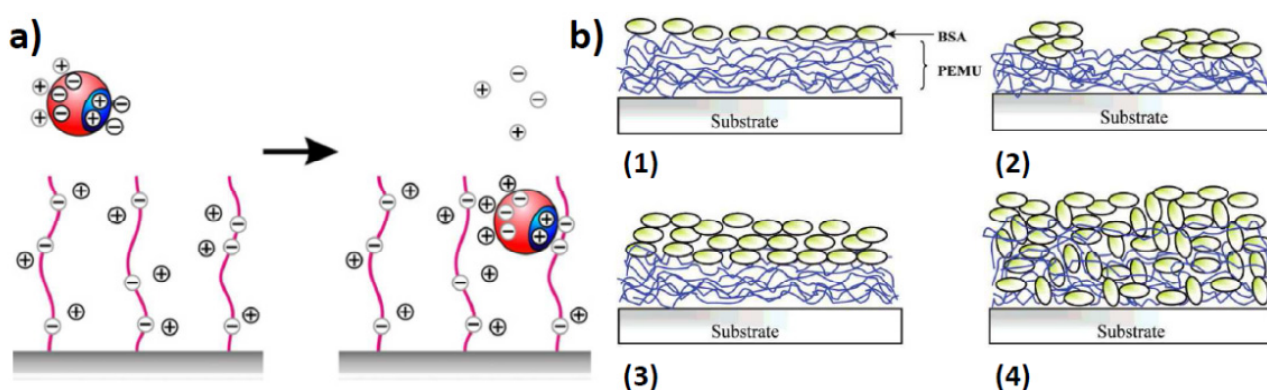 a)
b)
BSA
PEMU
Substrate
Substrate
(1)
(2)
Substrate
Substrate
(3)
(4)